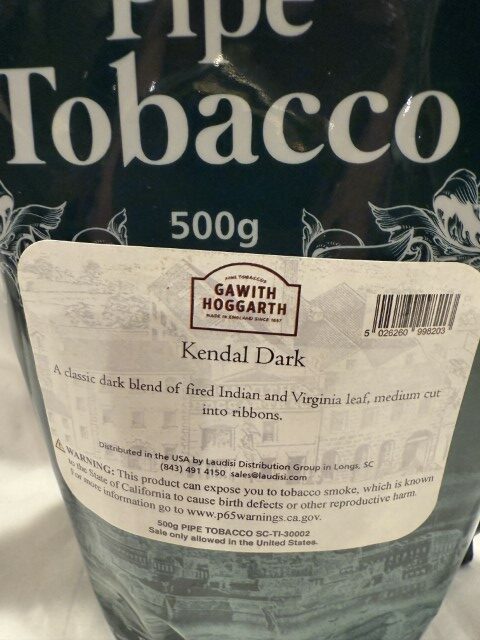 Pipe
Tobacco
500g
FINE TOBACCOS
GAWITH
HOGGARTH
MADE IN ENGLAND SINCE 1887
5 026260 998203
Kendal Dark
A classic dark blend of fired Indian and Virginia leaf, medium cut
into ribbons.
Distributed in the USA by Laudisi Distribution Group in Longs, SC
(843) 491 4150 sales@laudisi.com
WARNING: This product can expose you to tobacco smoke, which is known
to the State of California to cause birth defects or other reproductive harm.
For more information go to www.p65warnings.ca.gov.
500g PIPE TOBACCO SC-TI-30002
Sale only allowed in the United States.